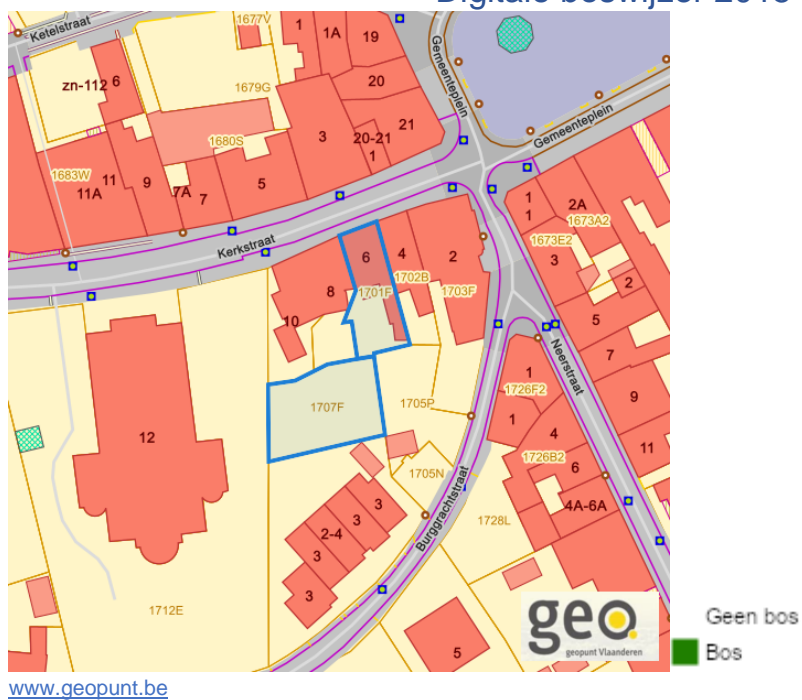 Digitale boswijzer 2015
Ketelstraat
1677V
1
1A
19
Gemeenteplein
zn-112 6
1679G
20
Gemeenteplein
1680S
3
20-21
21
1
1683W
11
11A
9
7A
7
5
1
1
2A
1673A2
1673E2
3
2
Kerkstraat
6
4
2
1702B
1701F
1703F
8
10
5
7
Neerstraat
9
11
12
1707F
1705P
1
1726F2
1
4
1726B2
6
4A-6A
1705N
1728L
Burggrachtstraat
3
2-4
3
3
3
1712E
5
geo
geopunt Vlaanderen
Geen bos
Bos
www.geopunt.be